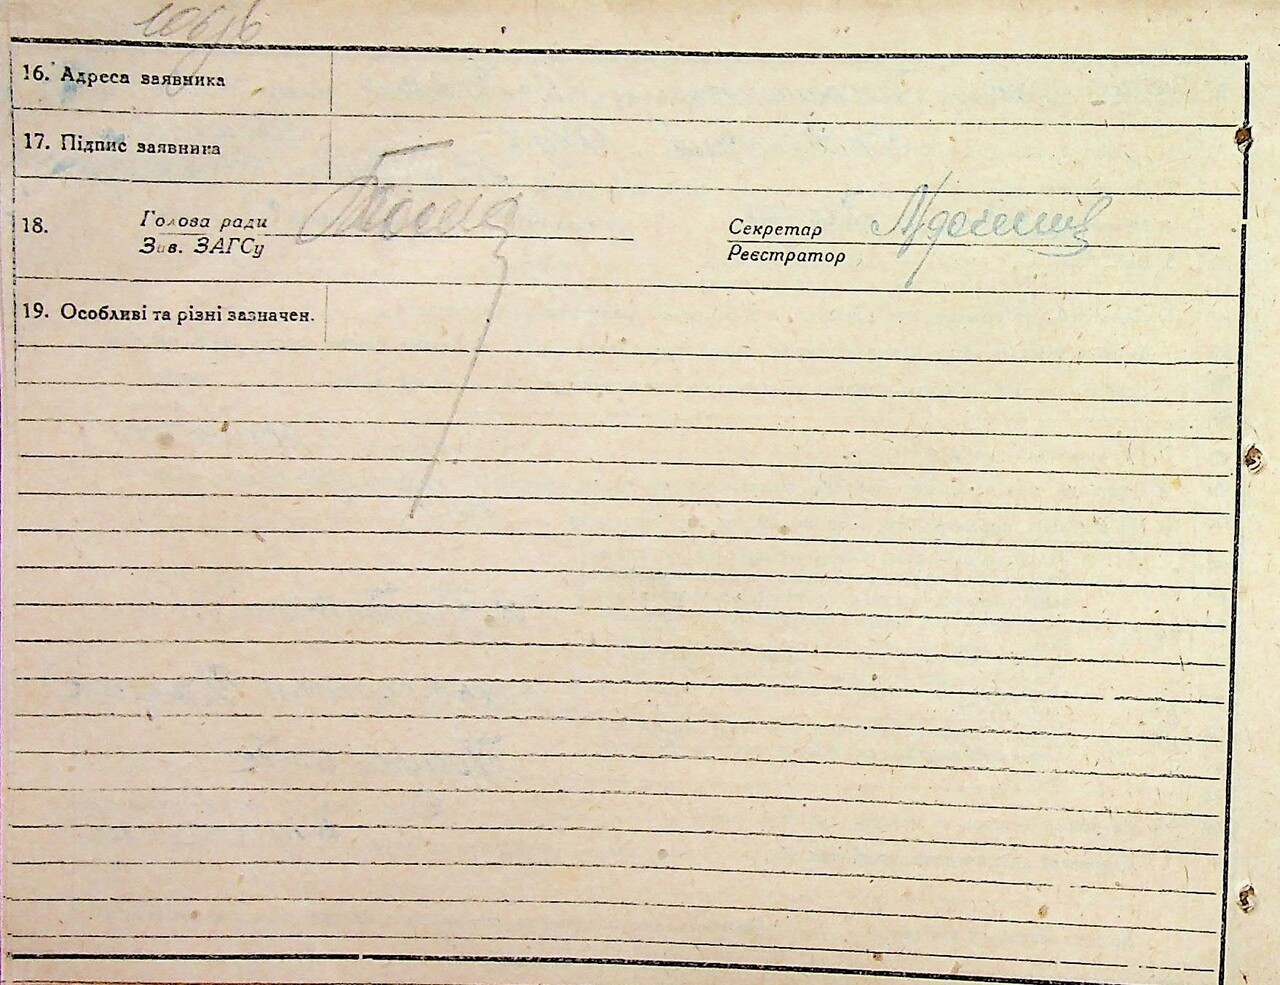 16. Адреса заявника
17. Підпис заявника
18.
Голова ради
Зав. ЗАГСу
Секретар
Реєстратор
19. Особливі та різні зазначен.